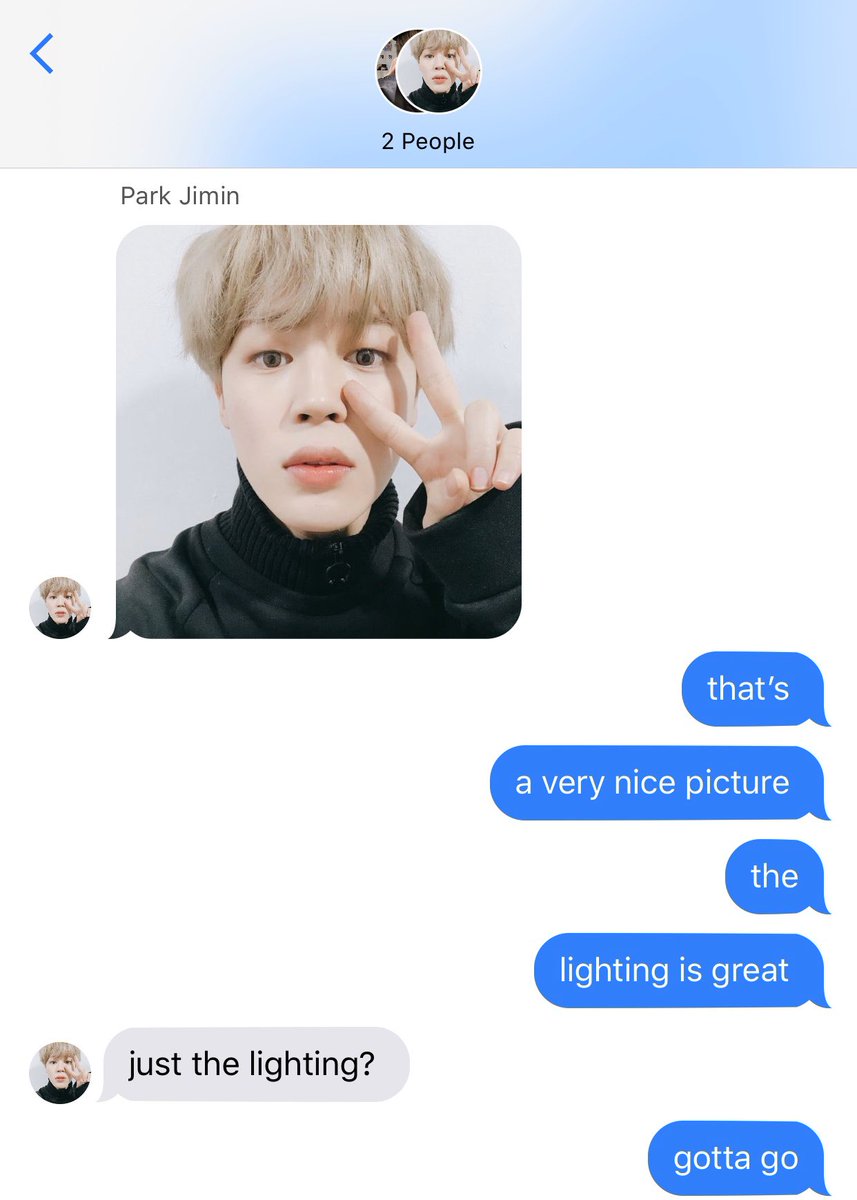 2 People
Park Jimin
that’s
a very nice picture
the
lighting is great
just the lighting?
gotta go